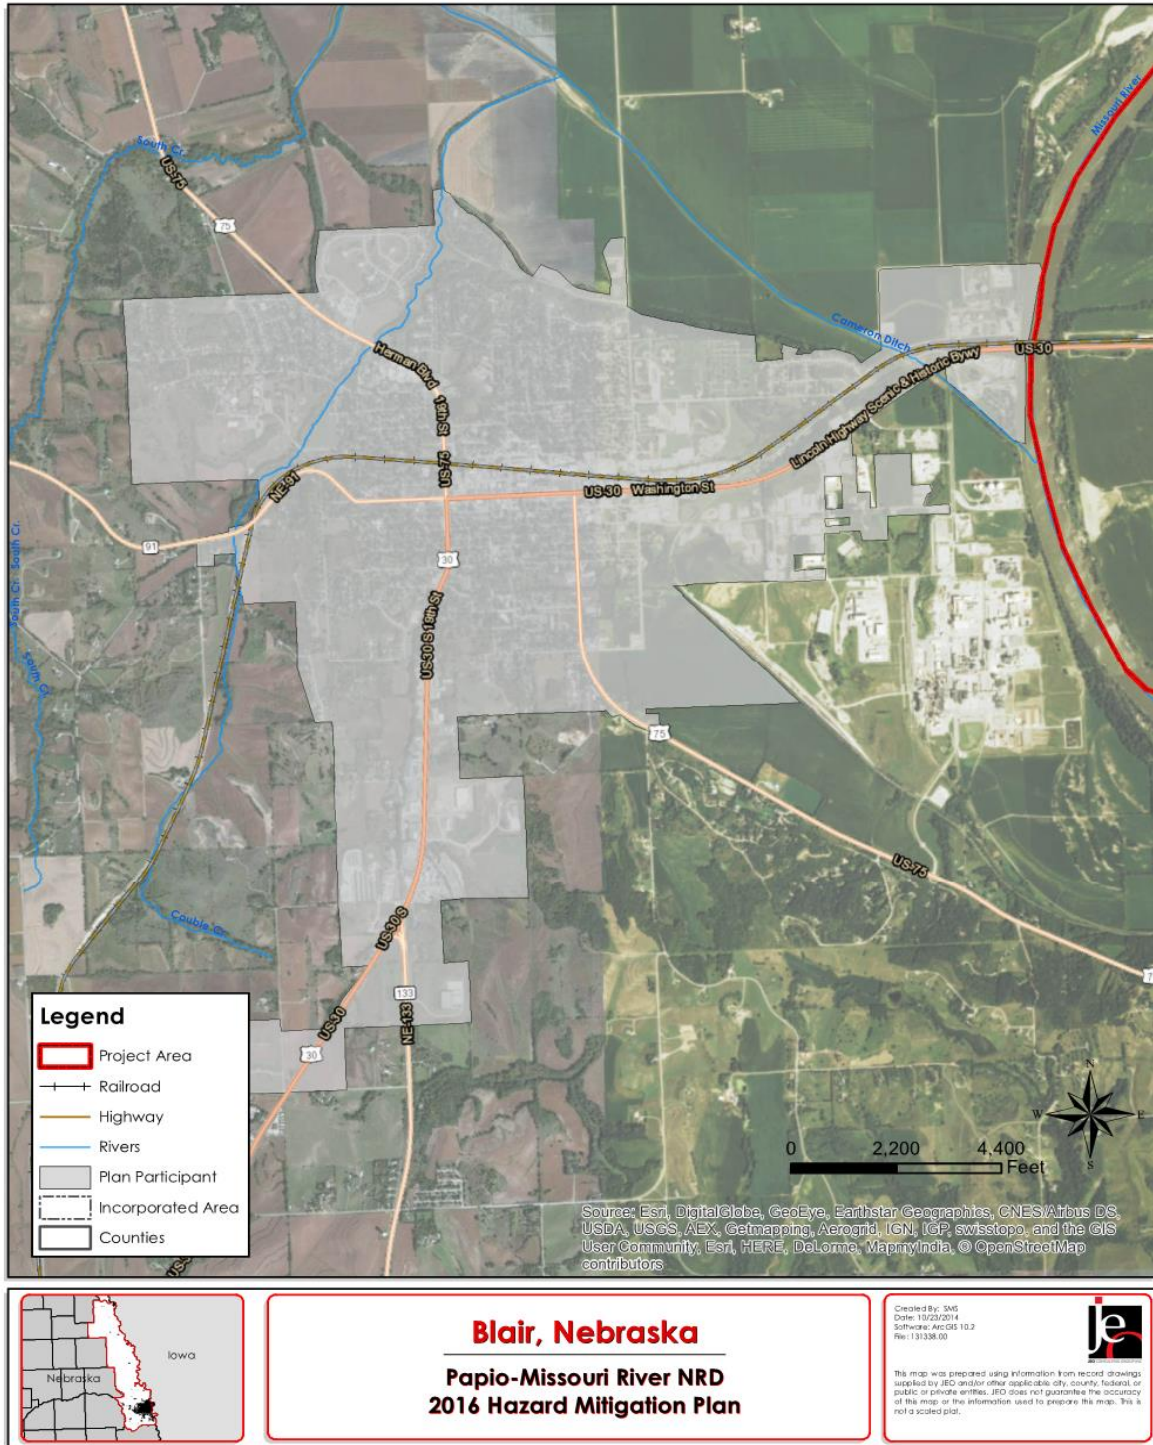 Missouri River
South Cr.
US-75
75
Cameron Ditch
Herman Blvd
19th St
US-75
US-30
Lincoln Highway Scenic & Historic Bywy
NE-91
US-30
Washington St
91
30
South Cr.
South Cr.
South Cr.
US-30 S 19th St
75
US-75
Couble Cr.
US-30 S
133
NE-133
US-30
30
Legend
Project Area
Railroad
Highway
Rivers
Plan Participant
Incorporated Area
Counties
N
W
E
S
0
2,200
4,400
Feet
Source: Esri, DigitalGlobe, GeoEye, Earthstar Geographics, CNES/Airbus DS,
USDA, USGS, AEX, Getmapping, Aerogrid, IGN, IGP, swisstopo, and the GIS
User Community, Esri, HERE, DeLorme, MapmyIndia, © OpenStreetMap
contributors
Nebraska
Iowa
Blair, Nebraska
Papio-Missouri River NRD
2016 Hazard Mitigation Plan
Created By: SMS
Date: 10/23/2014
Software: ArcGIS 10.2
File: 131338.00
jeo
This map was prepared using information from record drawings
supplied by JEO and/or other applicable city, county, federal, or
public or private entities. JEO does not guarantee the accuracy
of this map or the information used to prepare this map. This is
not a scaled plat.